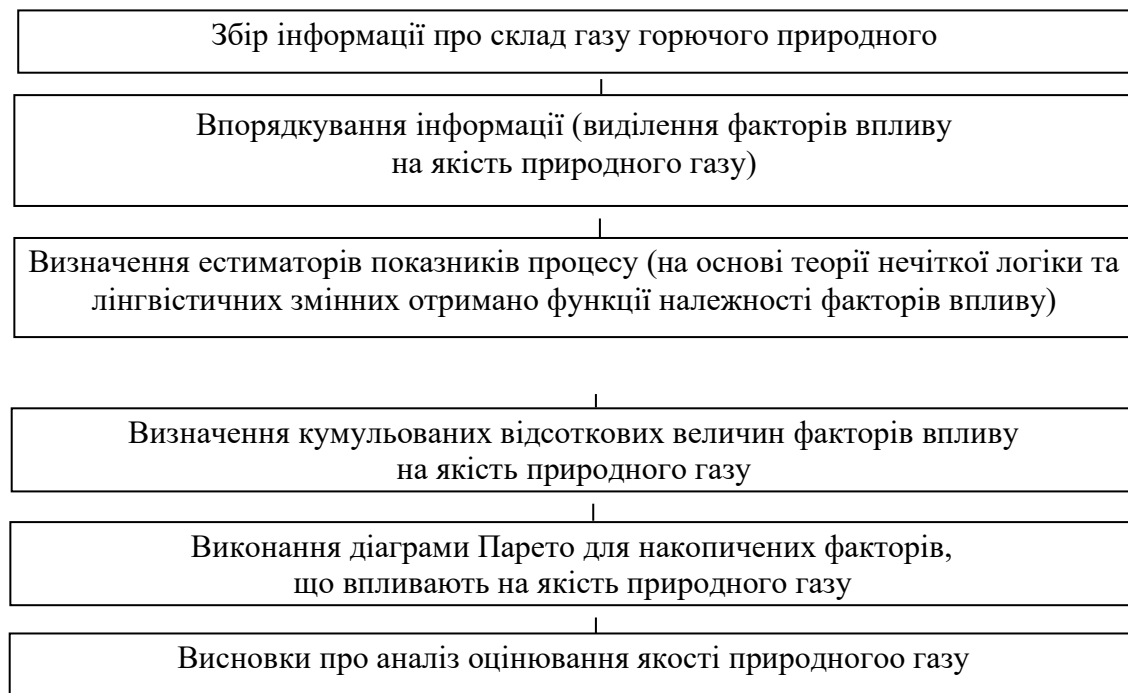 Збір інформації про склад газу горючого природного
Впорядкування інформації (виділення факторів впливу
на якість природного газу)
Визначення естиматорів показників процесу (на основі теорії нечіткої логіки та
лінгвістичних змінних отримано функції належності факторів впливу)
Визначення кумульованих відсоткових величин факторів впливу
на якість природного газу
Виконання діаграми Парето для накопичених факторів,
що впливають на якість природного газу
Висновки про аналіз оцінювання якості природногоо газу